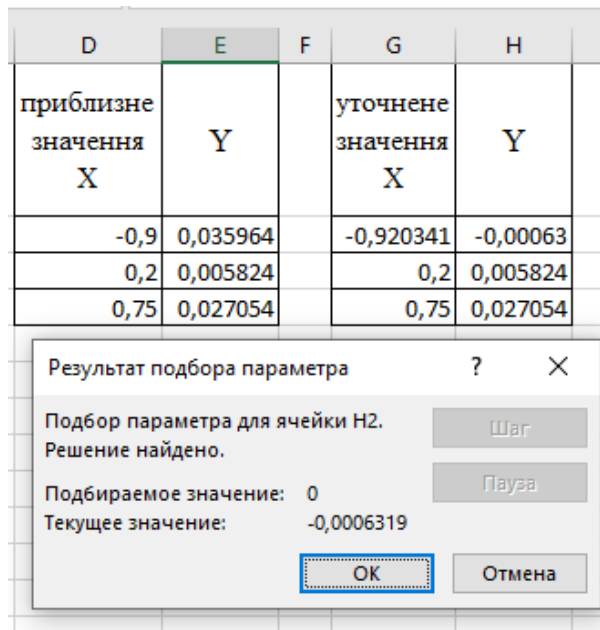 D E F G H
приблизне значення X Y уточнене значення X Y
-0,9 0,035964 -0,920341 -0,00063
0,2 0,005824 0,2 0,005824
0,75 0,027054 0,75 0,027054
Результат подбора параметра ? ×
Подбор параметра для ячейки H2.
Решение найдено.
Подбираемое значение: 0
Текущее значение: -0,0006319
Шаг
Пауза
ОК Отмена